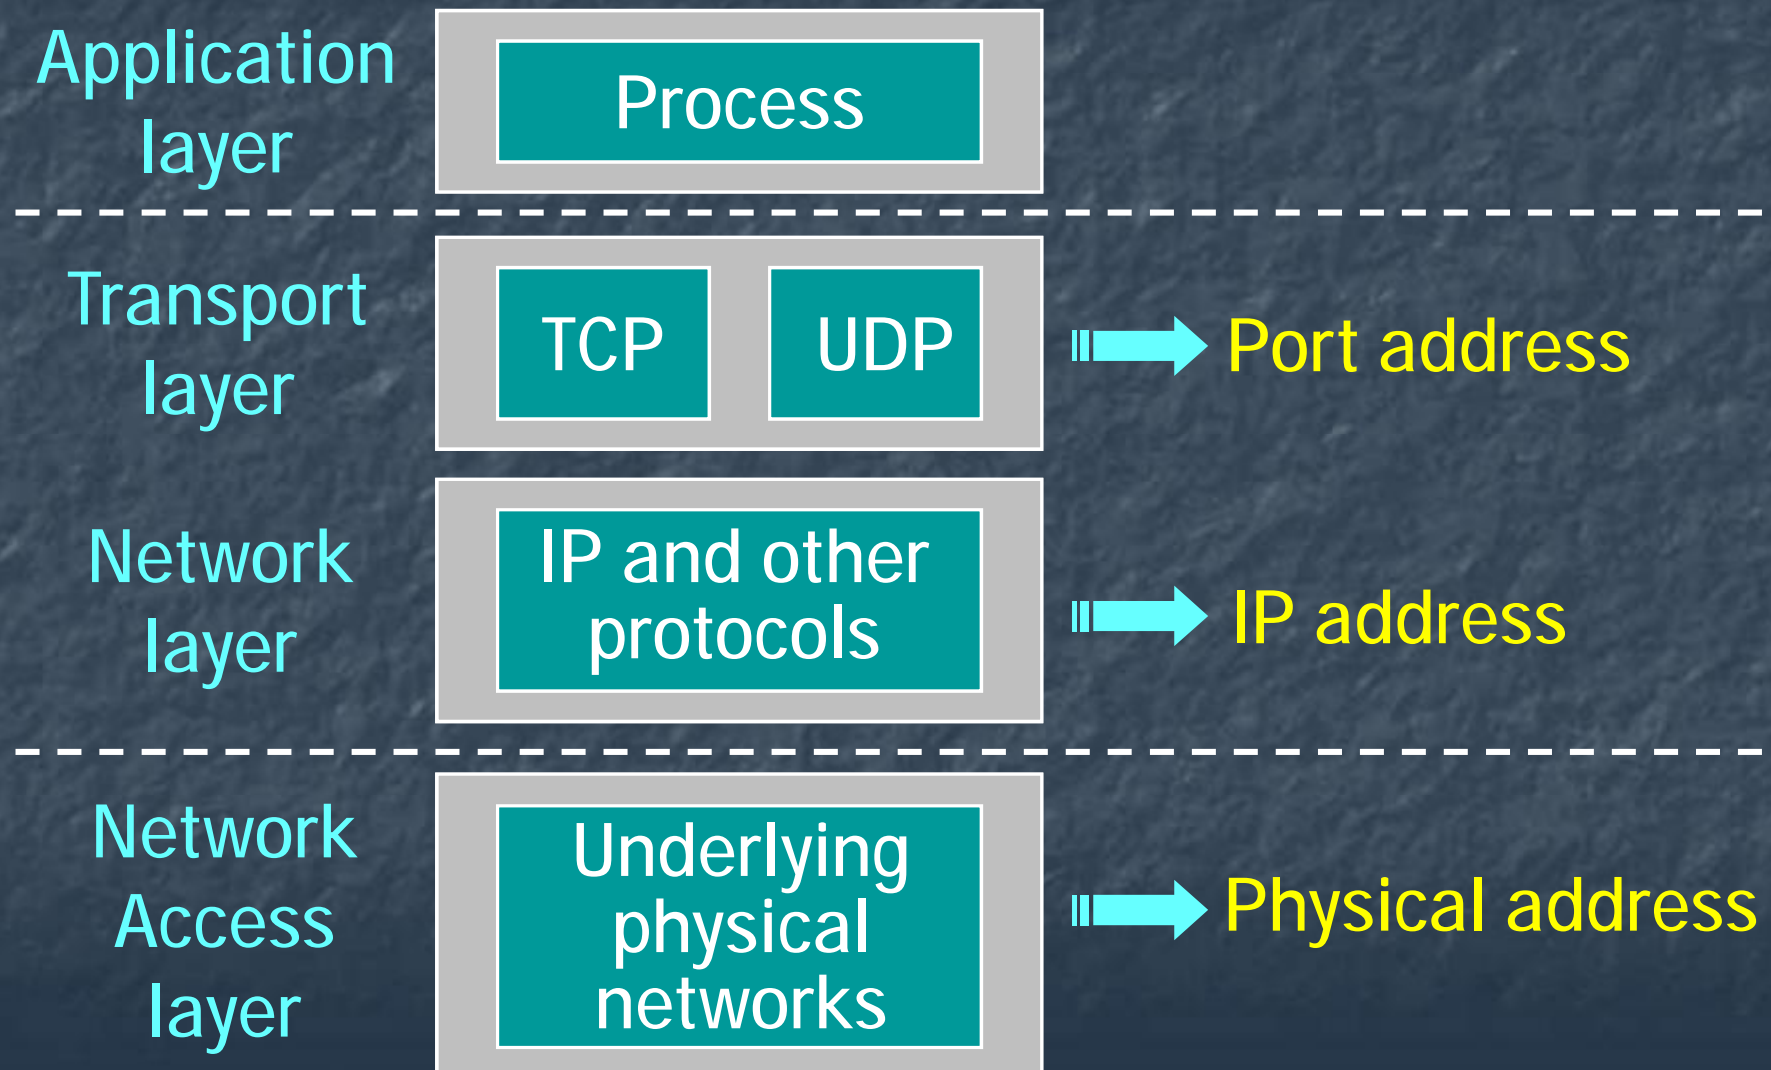 Application
layer
Process
Transport
layer
TCP
UDP
Port address
Network
layer
IP and other
protocols
IP address
Network
Access
layer
Underlying
physical
networks
Physical address